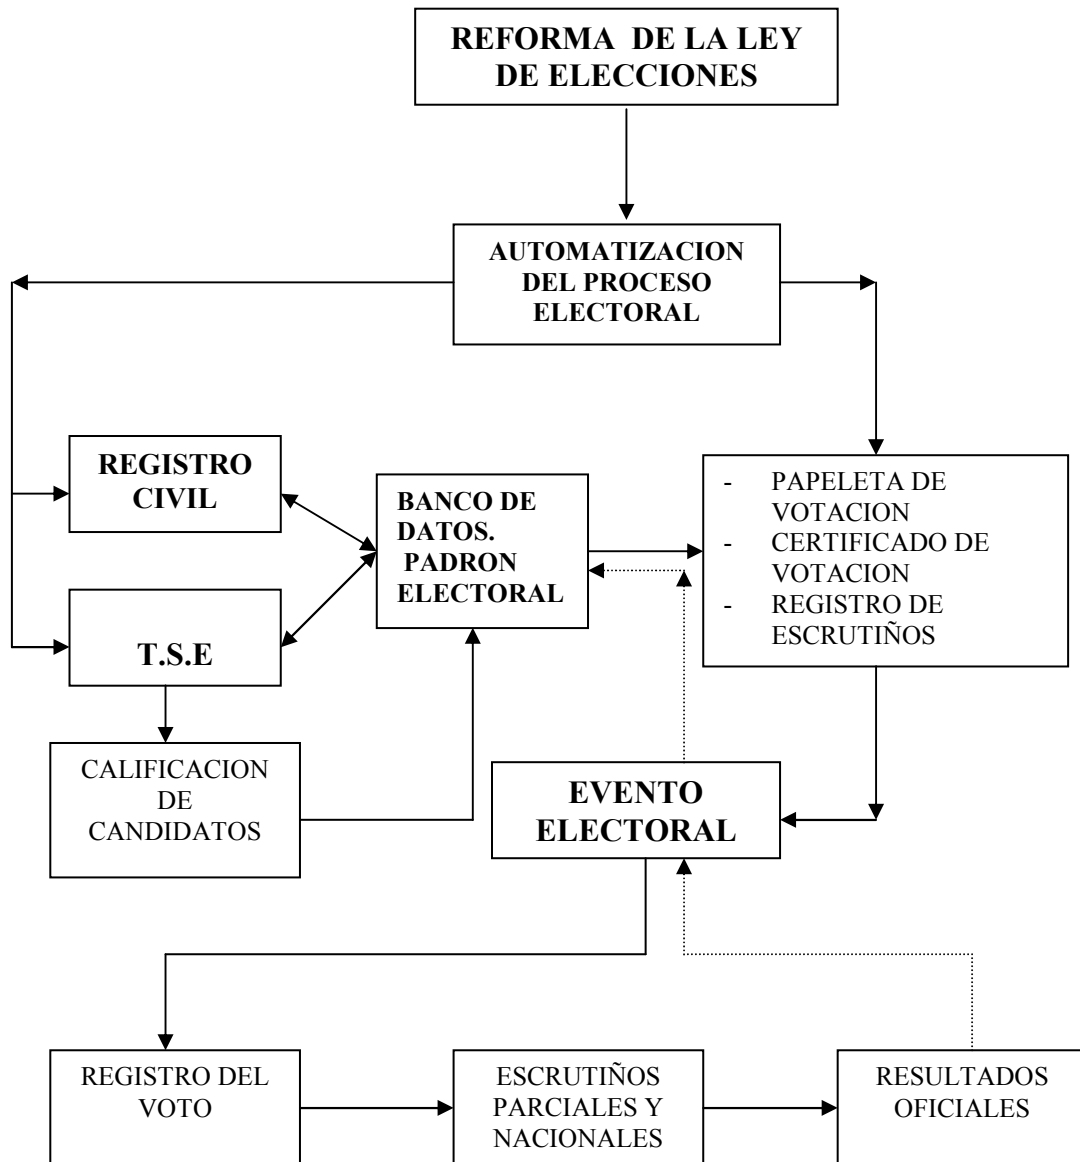 REFORMA DE LA LEY
DE ELECCIONES
AUTOMATIZACION
DEL PROCESO
ELECTORAL
REGISTRO
CIVIL
BANCO DE
DATOS.
PADRON
ELECTORAL
- PAPELETA DE
VOTACION
- CERTIFICADO DE
VOTACION
- REGISTRO DE
ESCRUTIÑOS
T.S.E
CALIFICACION
DE
CANDIDATOS
EVENTO
ELECTORAL
REGISTRO DEL
VOTO
ESCRUTIÑOS
PARCIALES Y
NACIONALES
RESULTADOS
OFICIALES